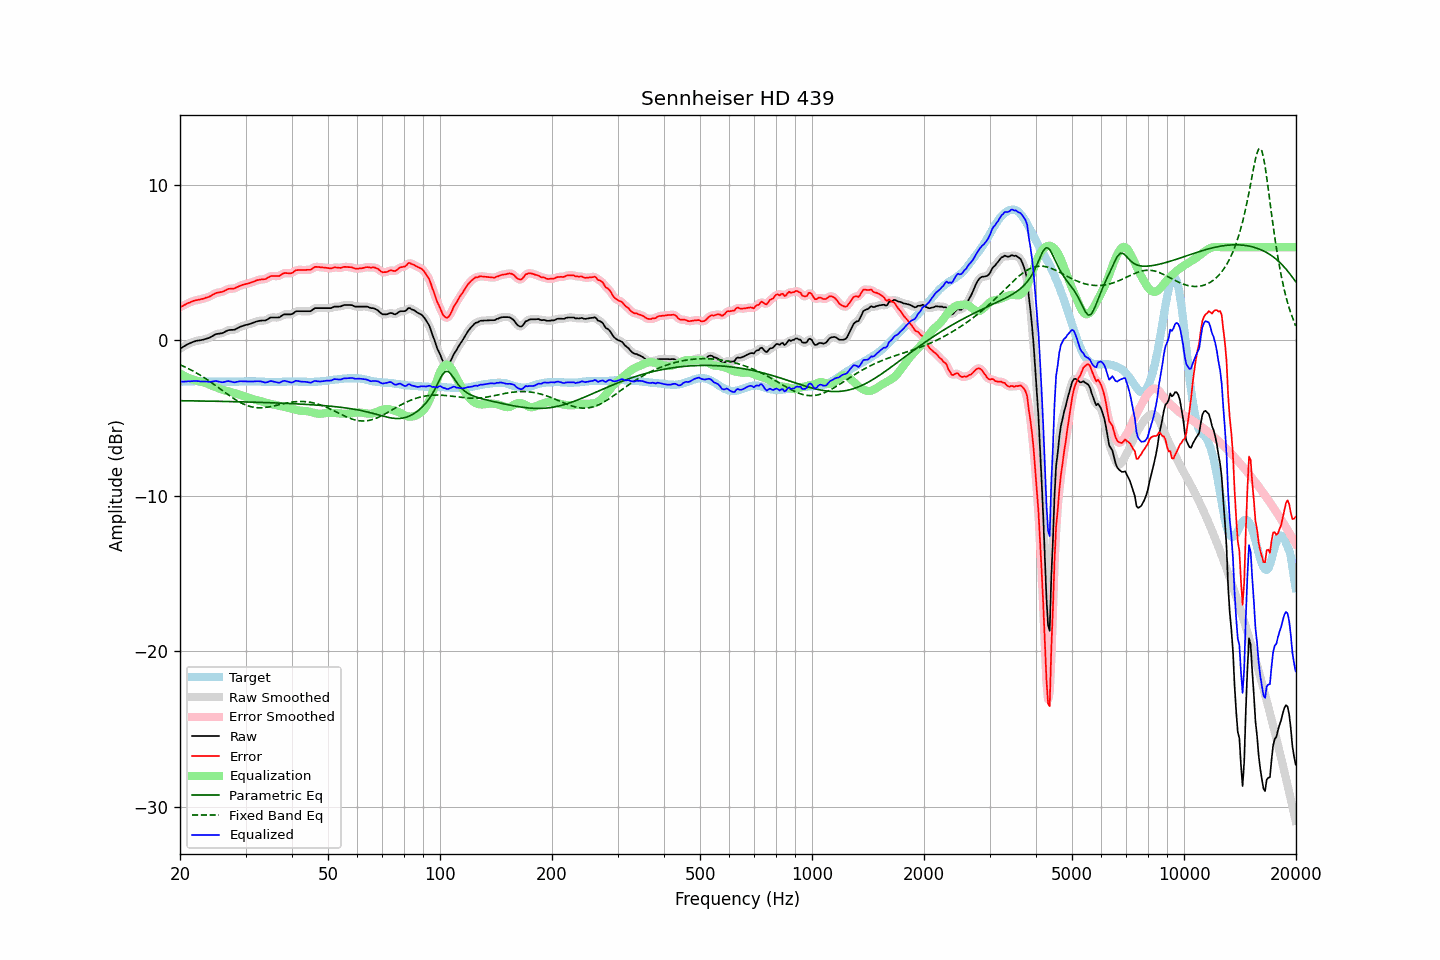 Sennheiser HD 439
Amplitude (dBr)
10
0
−10
−20
−30
Target
Raw Smoothed
Error Smoothed
Raw
Error
Equalization
Parametric Eq
Fixed Band Eq
Equalized
20 50 100 200 500 1000 2000 5000 10000 20000
Frequency (Hz)